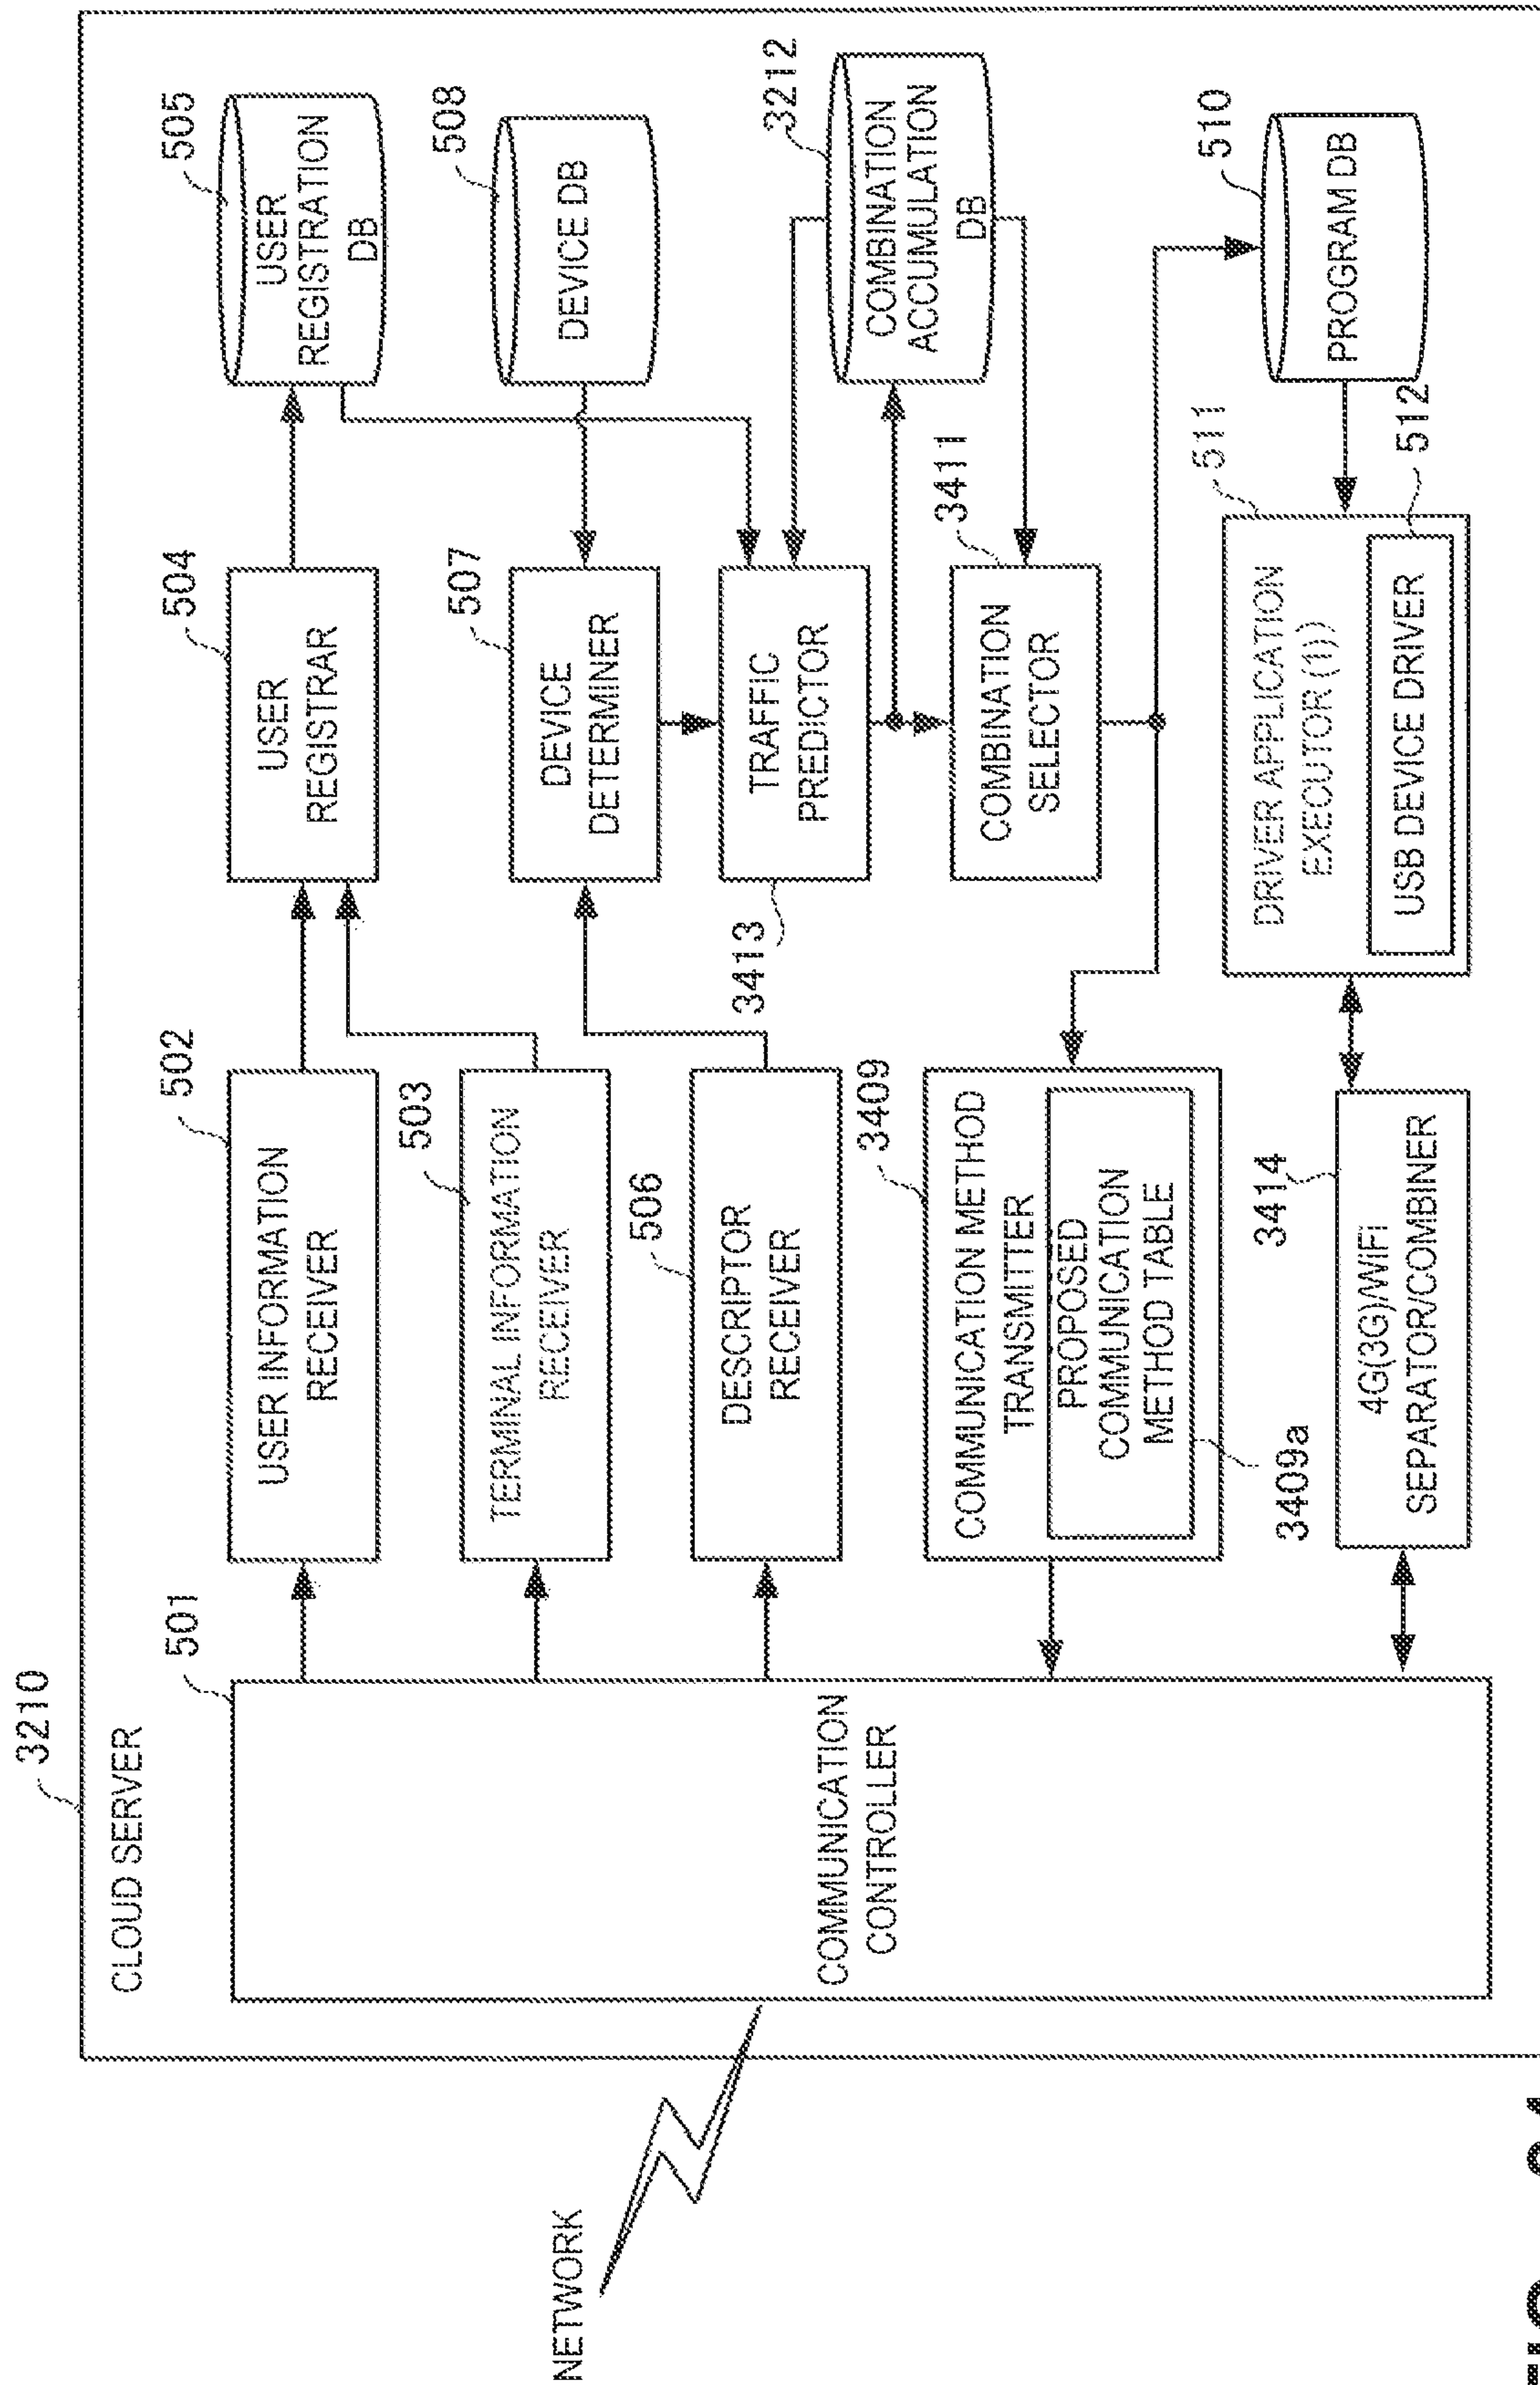 3210
CLOUD SERVER
NETWORK
501
COMMUNICATION
CONTROLLER
502
USER INFORMATION
RECEIVER
503
TERMINAL INFORMATION
RECEIVER
506
DESCRIPTOR
RECEIVER
3409
COMMUNICATION METHOD
TRANSMITTER
PROPOSED
COMMUNICATION
METHOD TABLE
3409a
3414
4G(3G)/WiFi
SEPARATOR/COMBINER
504
USER
REGISTRAR
507
DEVICE
DETERMINER
TRAFFIC
PREDICTOR
3413
3411
COMBINATION
SELECTOR
511
DRIVER APPLICATION
EXECUTOR (1))
USB DEVICE DRIVER
512
505
USER
REGISTRATION
DB
508
DEVICE DB
3212
COMBINATION
ACCUMULATION
DB
510
PROGRAM DB